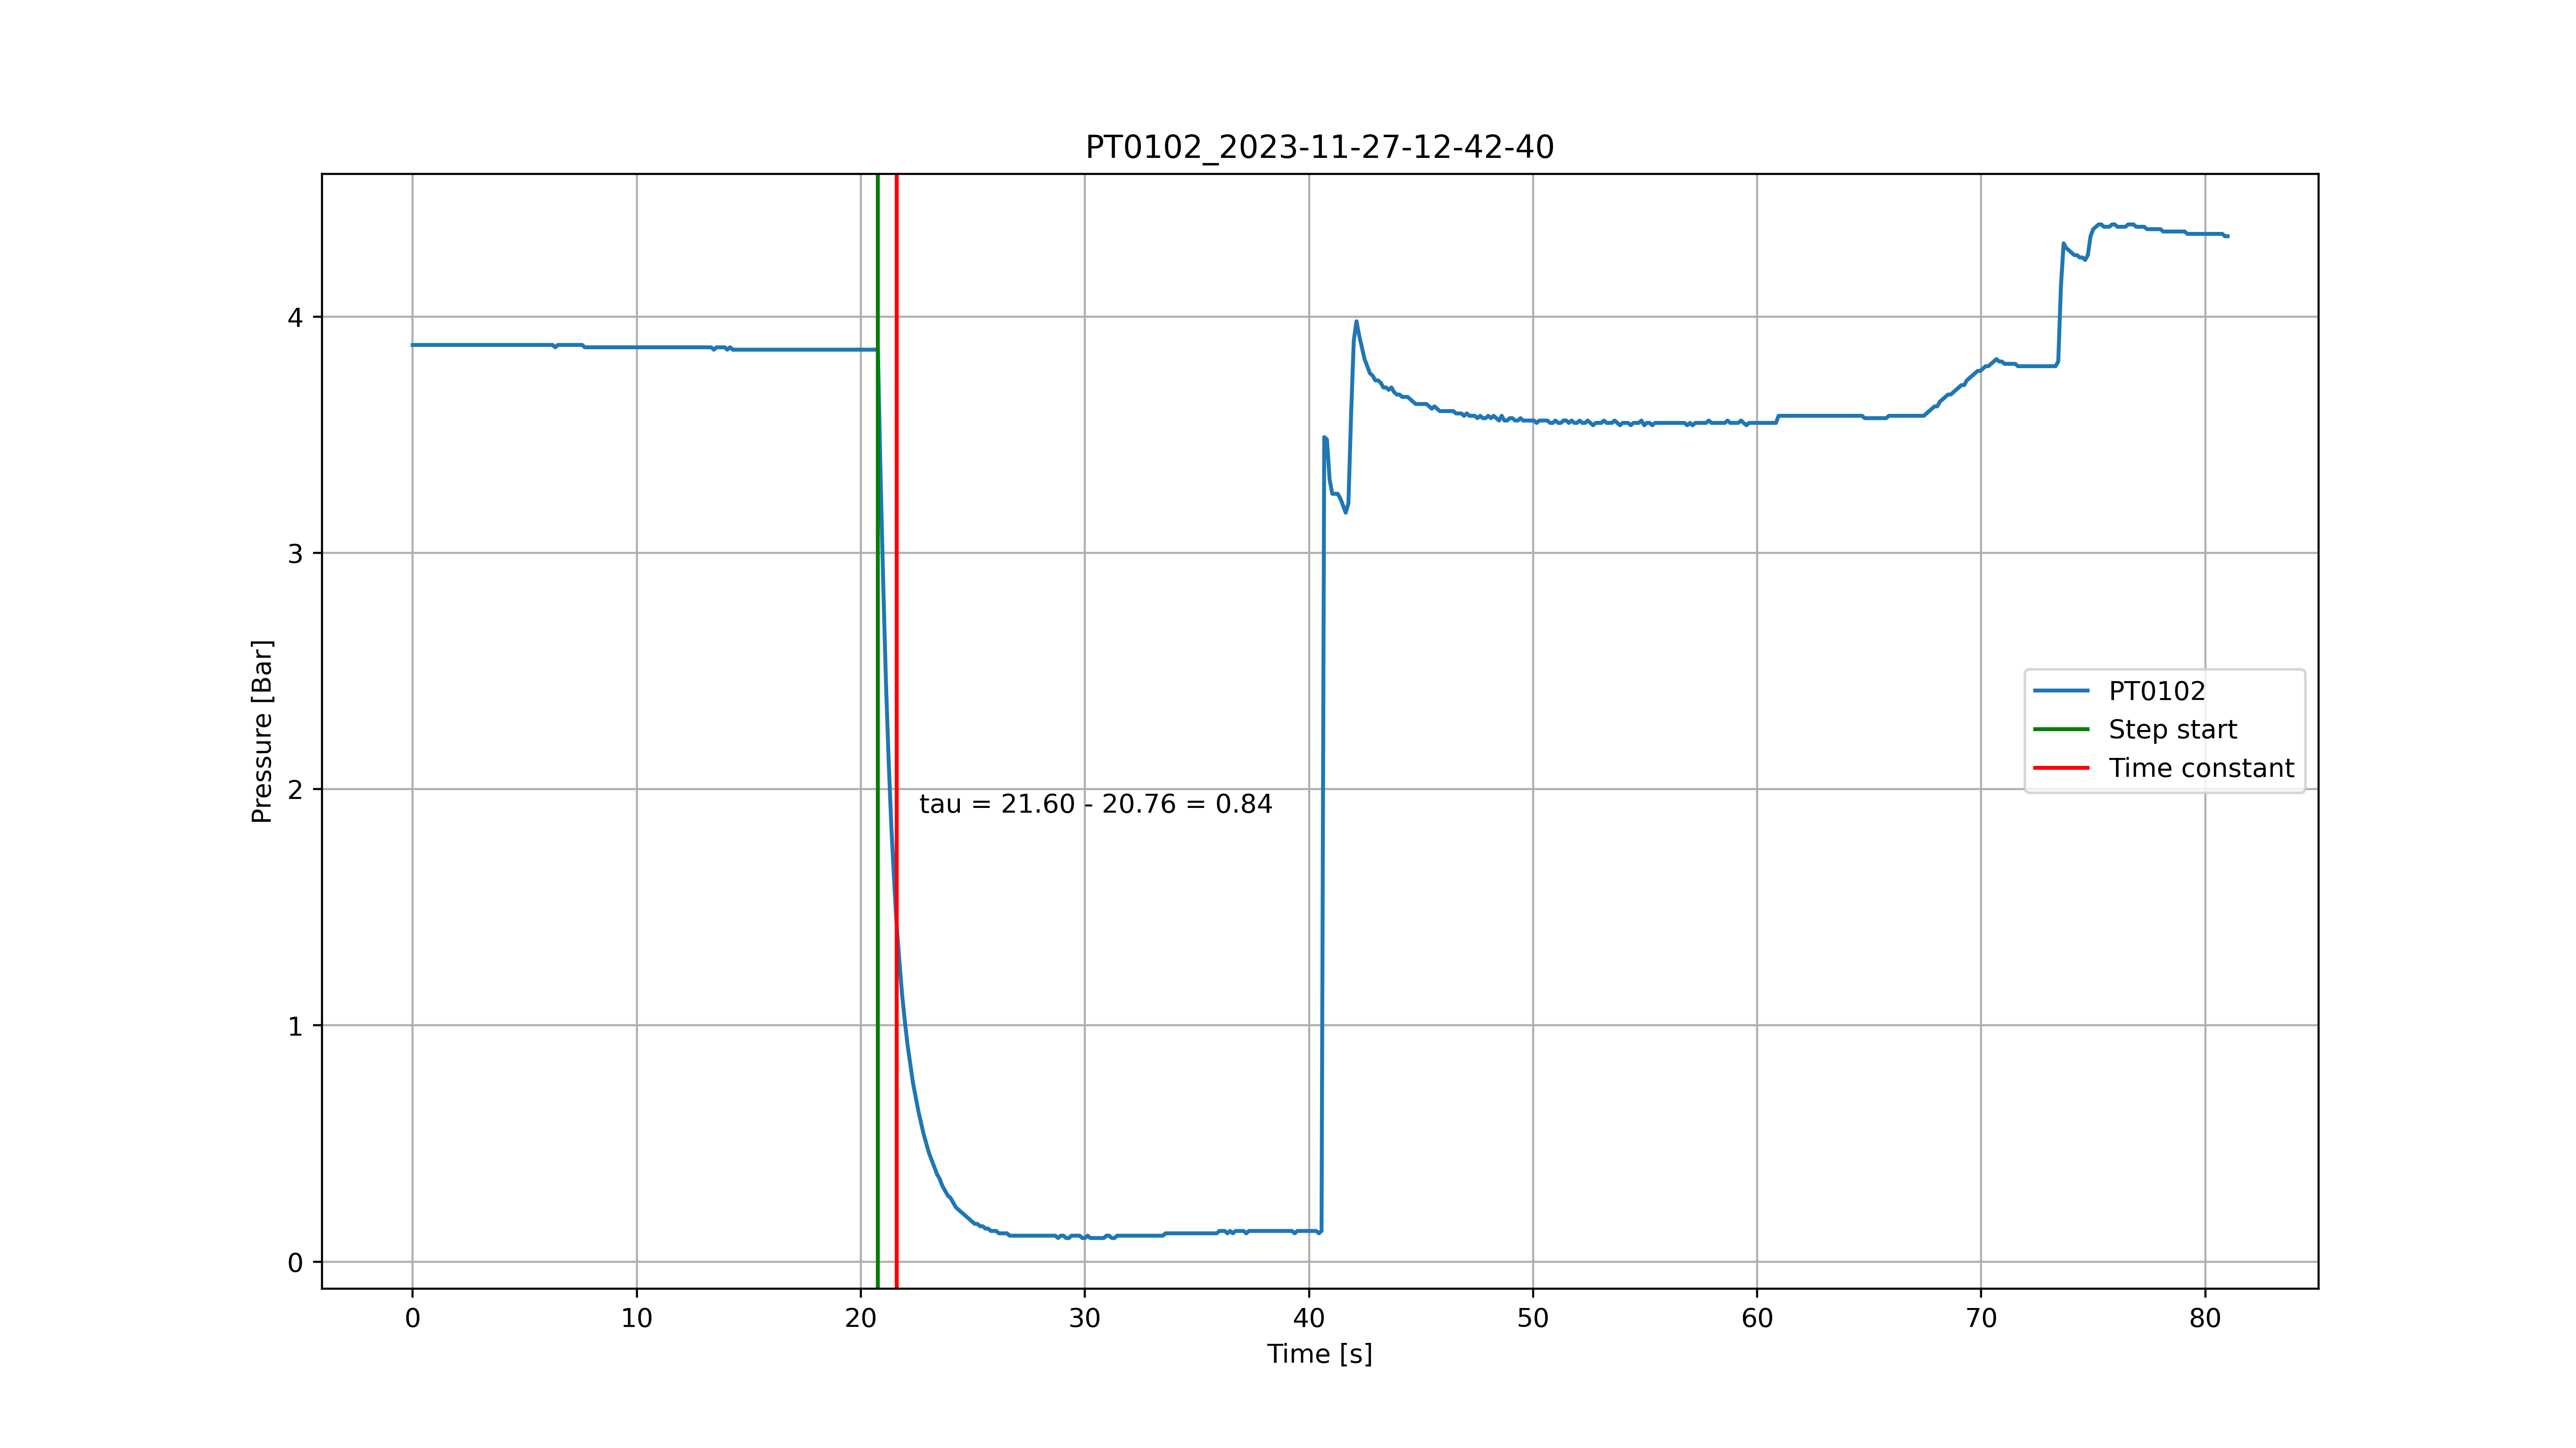 PT0102_2023-11-27-12-42-40
Pressure [Bar]
4
3
2
1
0
tau = 21.60 - 20.76 = 0.84
PT0102
Step start
Time constant
0 10 20 30 40 50 60 70 80
Time [s]